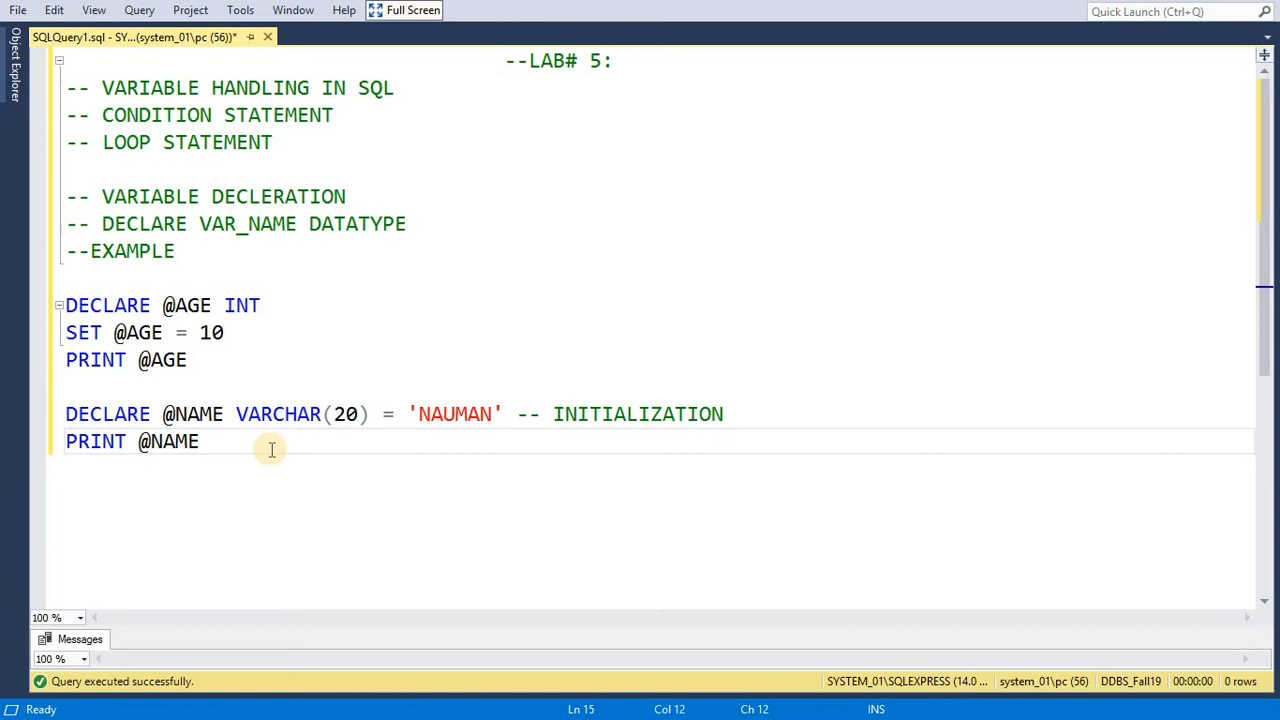 File Edit View Query Project Tools Window Help Full Screen Quick Launch (Ctrl+Q)
SQLQuery1.sql - SY...(system_01\pc (56))*
Object Explorer
--LAB# 5:
-- VARIABLE HANDLING IN SQL
-- CONDITION STATEMENT
-- LOOP STATEMENT
-- VARIABLE DECLERATION
-- DECLARE VAR_NAME DATATYPE
--EXAMPLE
DECLARE @AGE INT
SET @AGE = 10
PRINT @AGE
DECLARE @NAME VARCHAR(20) = 'NAUMAN' -- INITIALIZATION
PRINT @NAME
100 %
Messages
100 %
Query executed successfully. SYSTEM_01\SQLEXPRESS (14.0 ... system_01\pc (56) DDBS_Fall19 00:00:00 0 rows
Ready Ln 15 Col 12 Ch 12 INS